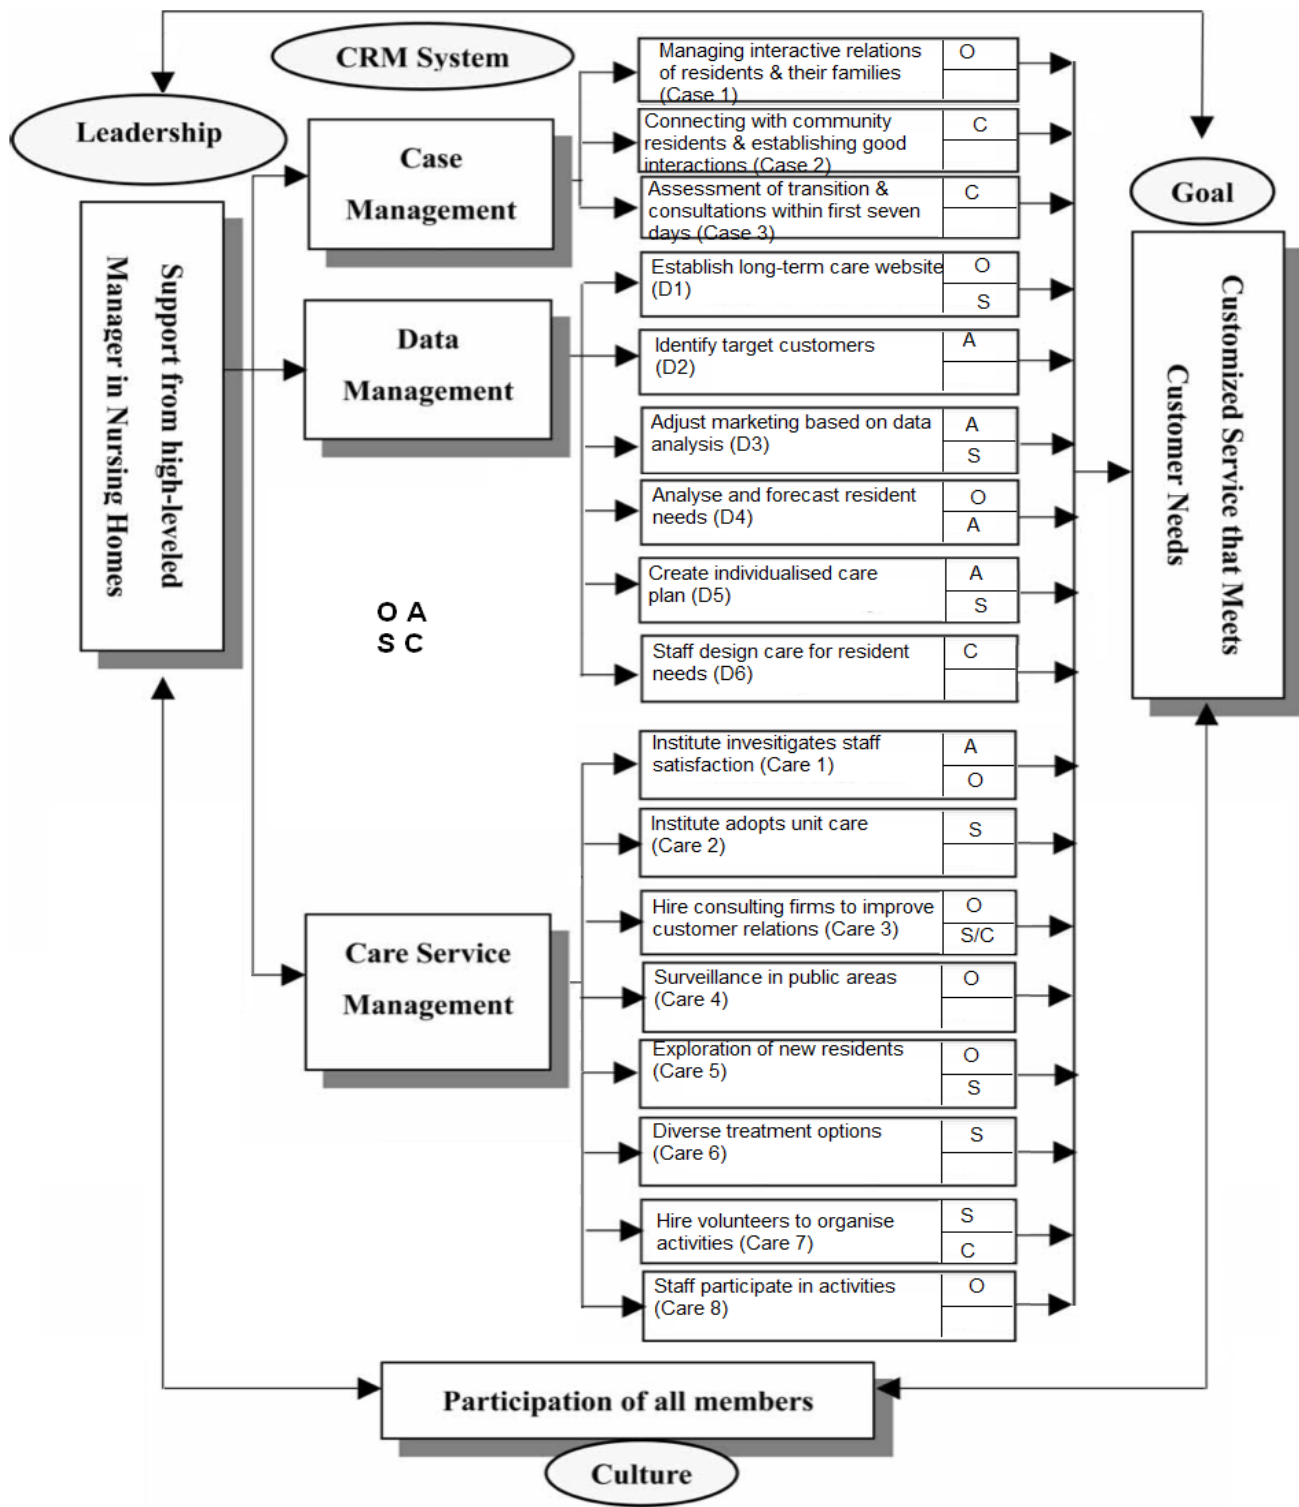 CRM System
Leadership
Support from high-leveled
Manager in Nursing Homes
Case
Management
Managing interactive relations
of residents & their families
(Case 1)
O
Connecting with community
residents & establishing good
interactions (Case 2)
C
Assessment of transition &
consultations within first seven
days (Case 3)
C
Data
Management
Establish long-term care website
(D1)
O
S
Identify target customers
(D2)
A
Adjust marketing based on data
analysis (D3)
A
S
Analyse and forecast resident
needs (D4)
O
A
Create individualised care
plan (D5)
A
S
Staff design care for resident
needs (D6)
C
O A
S C
Care Service
Management
Institute invesitigates staff
satisfaction (Care 1)
A
O
Institute adopts unit care
(Care 2)
S
Hire consulting firms to improve
customer relations (Care 3)
O
S/C
Surveillance in public areas
(Care 4)
O
Exploration of new residents
(Care 5)
O
S
Diverse treatment options
(Care 6)
S
Hire volunteers to organise
activities (Care 7)
S
C
Staff participate in activities
(Care 8)
O
Goal
Customized Service that Meets
Customer Needs
Participation of all members
Culture